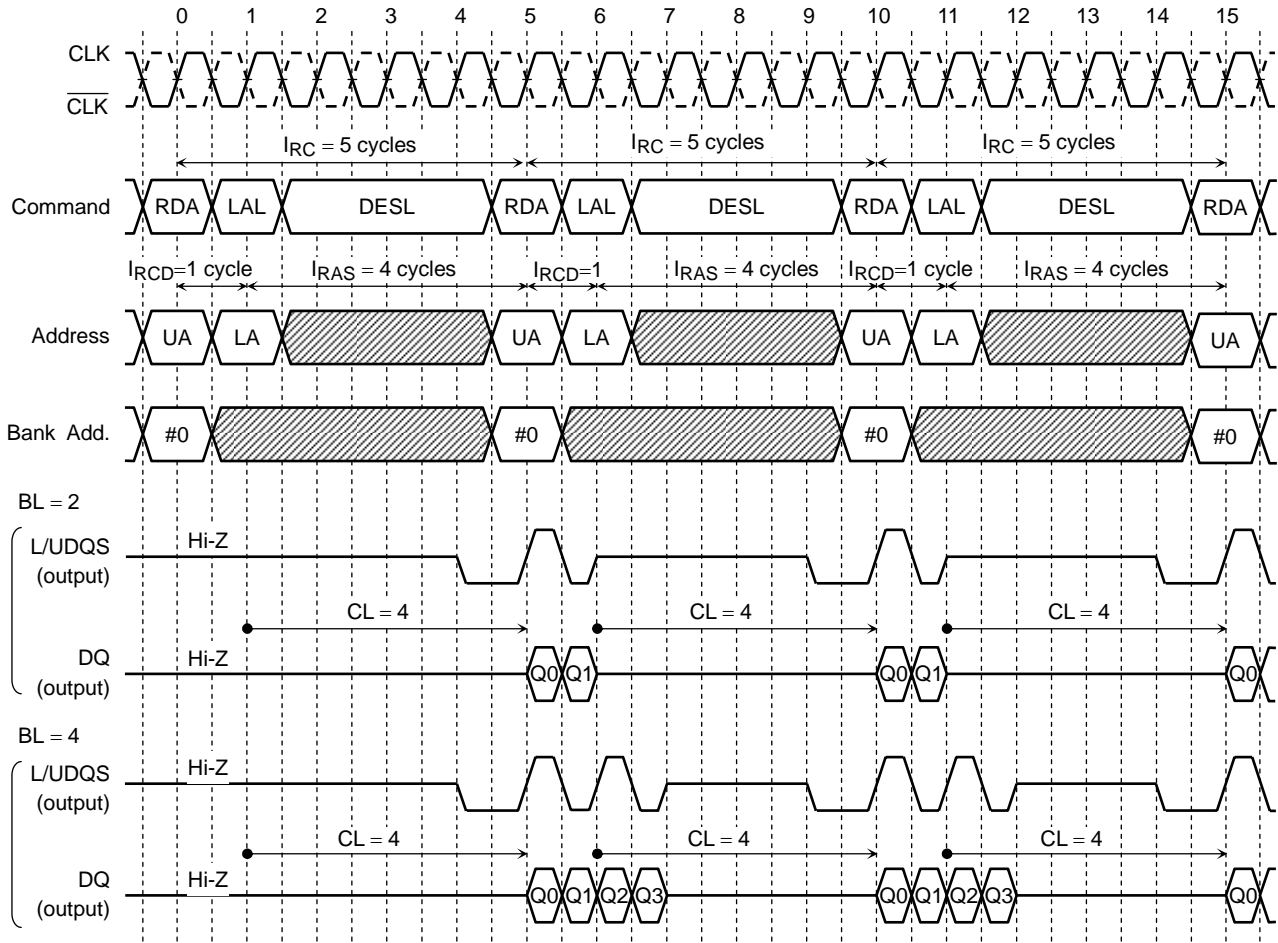 0 1 2 3 4 5 6 7 8 9 10 11 12 13 14 15
CLK
CLK
IRC = 5 cycles IRC = 5 cycles IRC = 5 cycles
Command RDA LAL DESL RDA LAL DESL RDA LAL DESL RDA
IRCD=1 cycle IRAS = 4 cycles IRCD=1 IRAS = 4 cycles IRCD=1 cycle IRAS = 4 cycles
Address UA LA UA LA UA LA UA
Bank Add. #0 #0 #0 #0
BL = 2
L/UDQS Hi-Z
(output)
CL = 4 CL = 4 CL = 4
DQ Hi-Z Q0 Q1 Q0 Q1 Q0
(output)
BL = 4
L/UDQS Hi-Z
(output)
CL = 4 CL = 4 CL = 4
DQ Hi-Z Q0 Q1 Q2 Q3 Q0 Q1 Q2 Q3 Q0
(output)